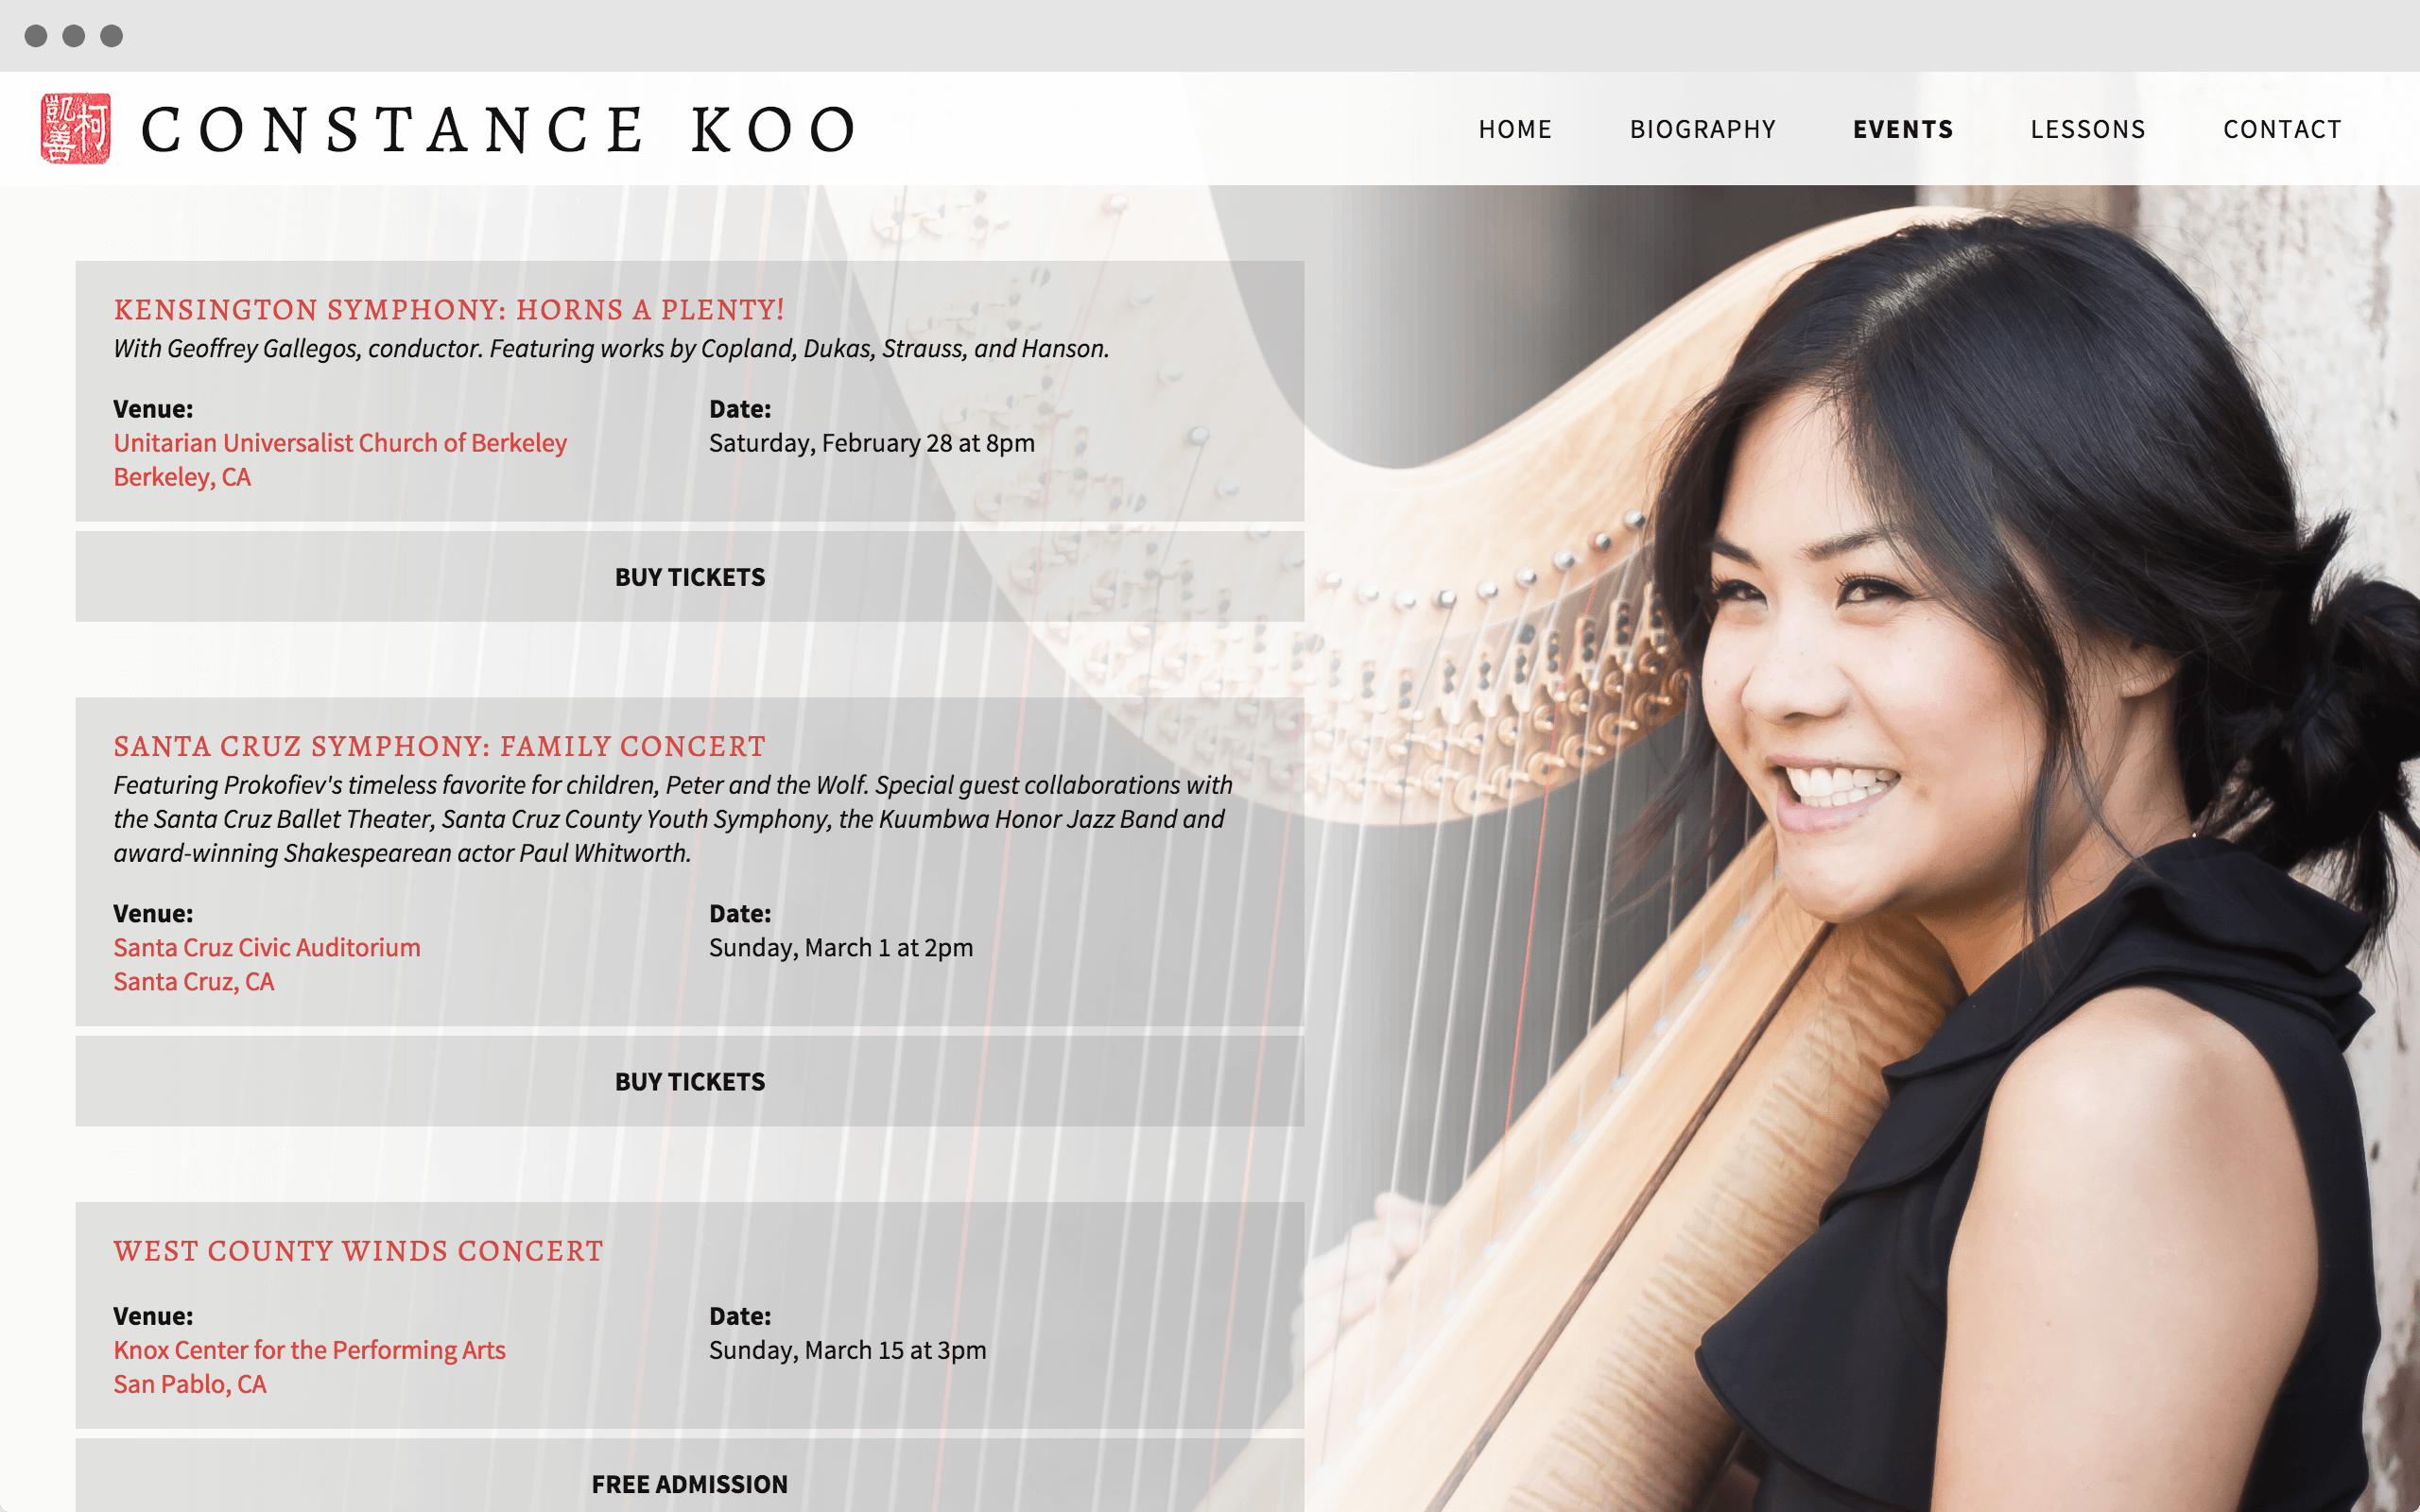 凱善柯
CONSTANCE KOO
HOME BIOGRAPHY EVENTS LESSONS CONTACT
KENSINGTON SYMPHONY: HORNS A PLENTY!
With Geoffrey Gallegos, conductor. Featuring works by Copland, Dukas, Strauss, and Hanson.
Venue: Date:
Unitarian Universalist Church of Berkeley Saturday, February 28 at 8pm
Berkeley, CA
BUY TICKETS
SANTA CRUZ SYMPHONY: FAMILY CONCERT
Featuring Prokofiev's timeless favorite for children, Peter and the Wolf. Special guest collaborations with
the Santa Cruz Ballet Theater, Santa Cruz County Youth Symphony, the Kuumbwa Honor Jazz Band and
award-winning Shakespearean actor Paul Whitworth.
Venue: Date:
Santa Cruz Civic Auditorium Sunday, March 1 at 2pm
Santa Cruz, CA
BUY TICKETS
WEST COUNTY WINDS CONCERT
Venue: Date:
Knox Center for the Performing Arts Sunday, March 15 at 3pm
San Pablo, CA
FREE ADMISSION